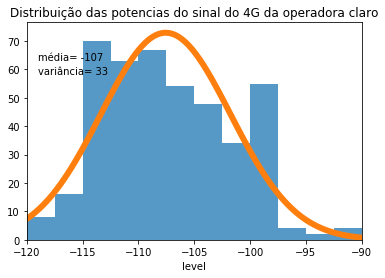 Distribuição das potencias do sinal do 4G da operadora claro
média= -107
variância= 33
70
60
50
40
30
20
10
0
−120 −115 −110 −105 −100 −95 −90
level